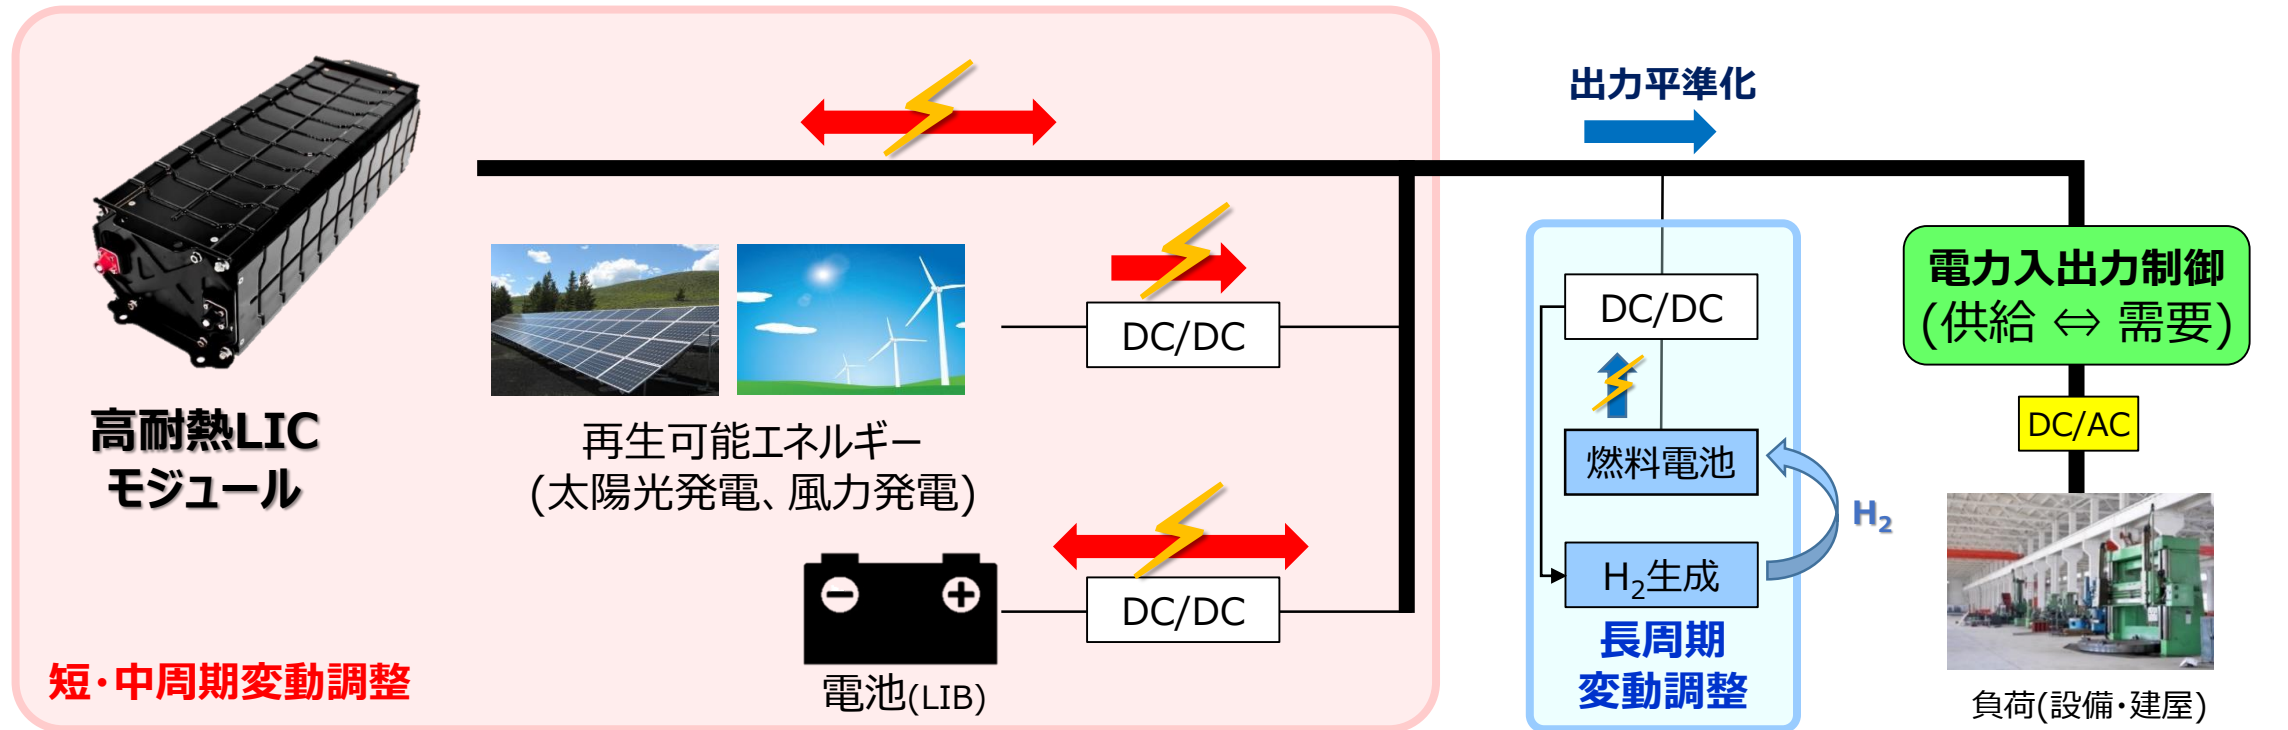 高耐熱LIC
モジュール
短・中周期変動調整
再生可能エネルギー
(太陽光発電、風力発電)
DC/DC
電池(LIB)
DC/DC
出力平準化
DC/DC
燃料電池
H₂
H₂生成
長周期
変動調整
電力入出力制御
(供給 ⇔ 需要)
DC/AC
負荷(設備・建屋)